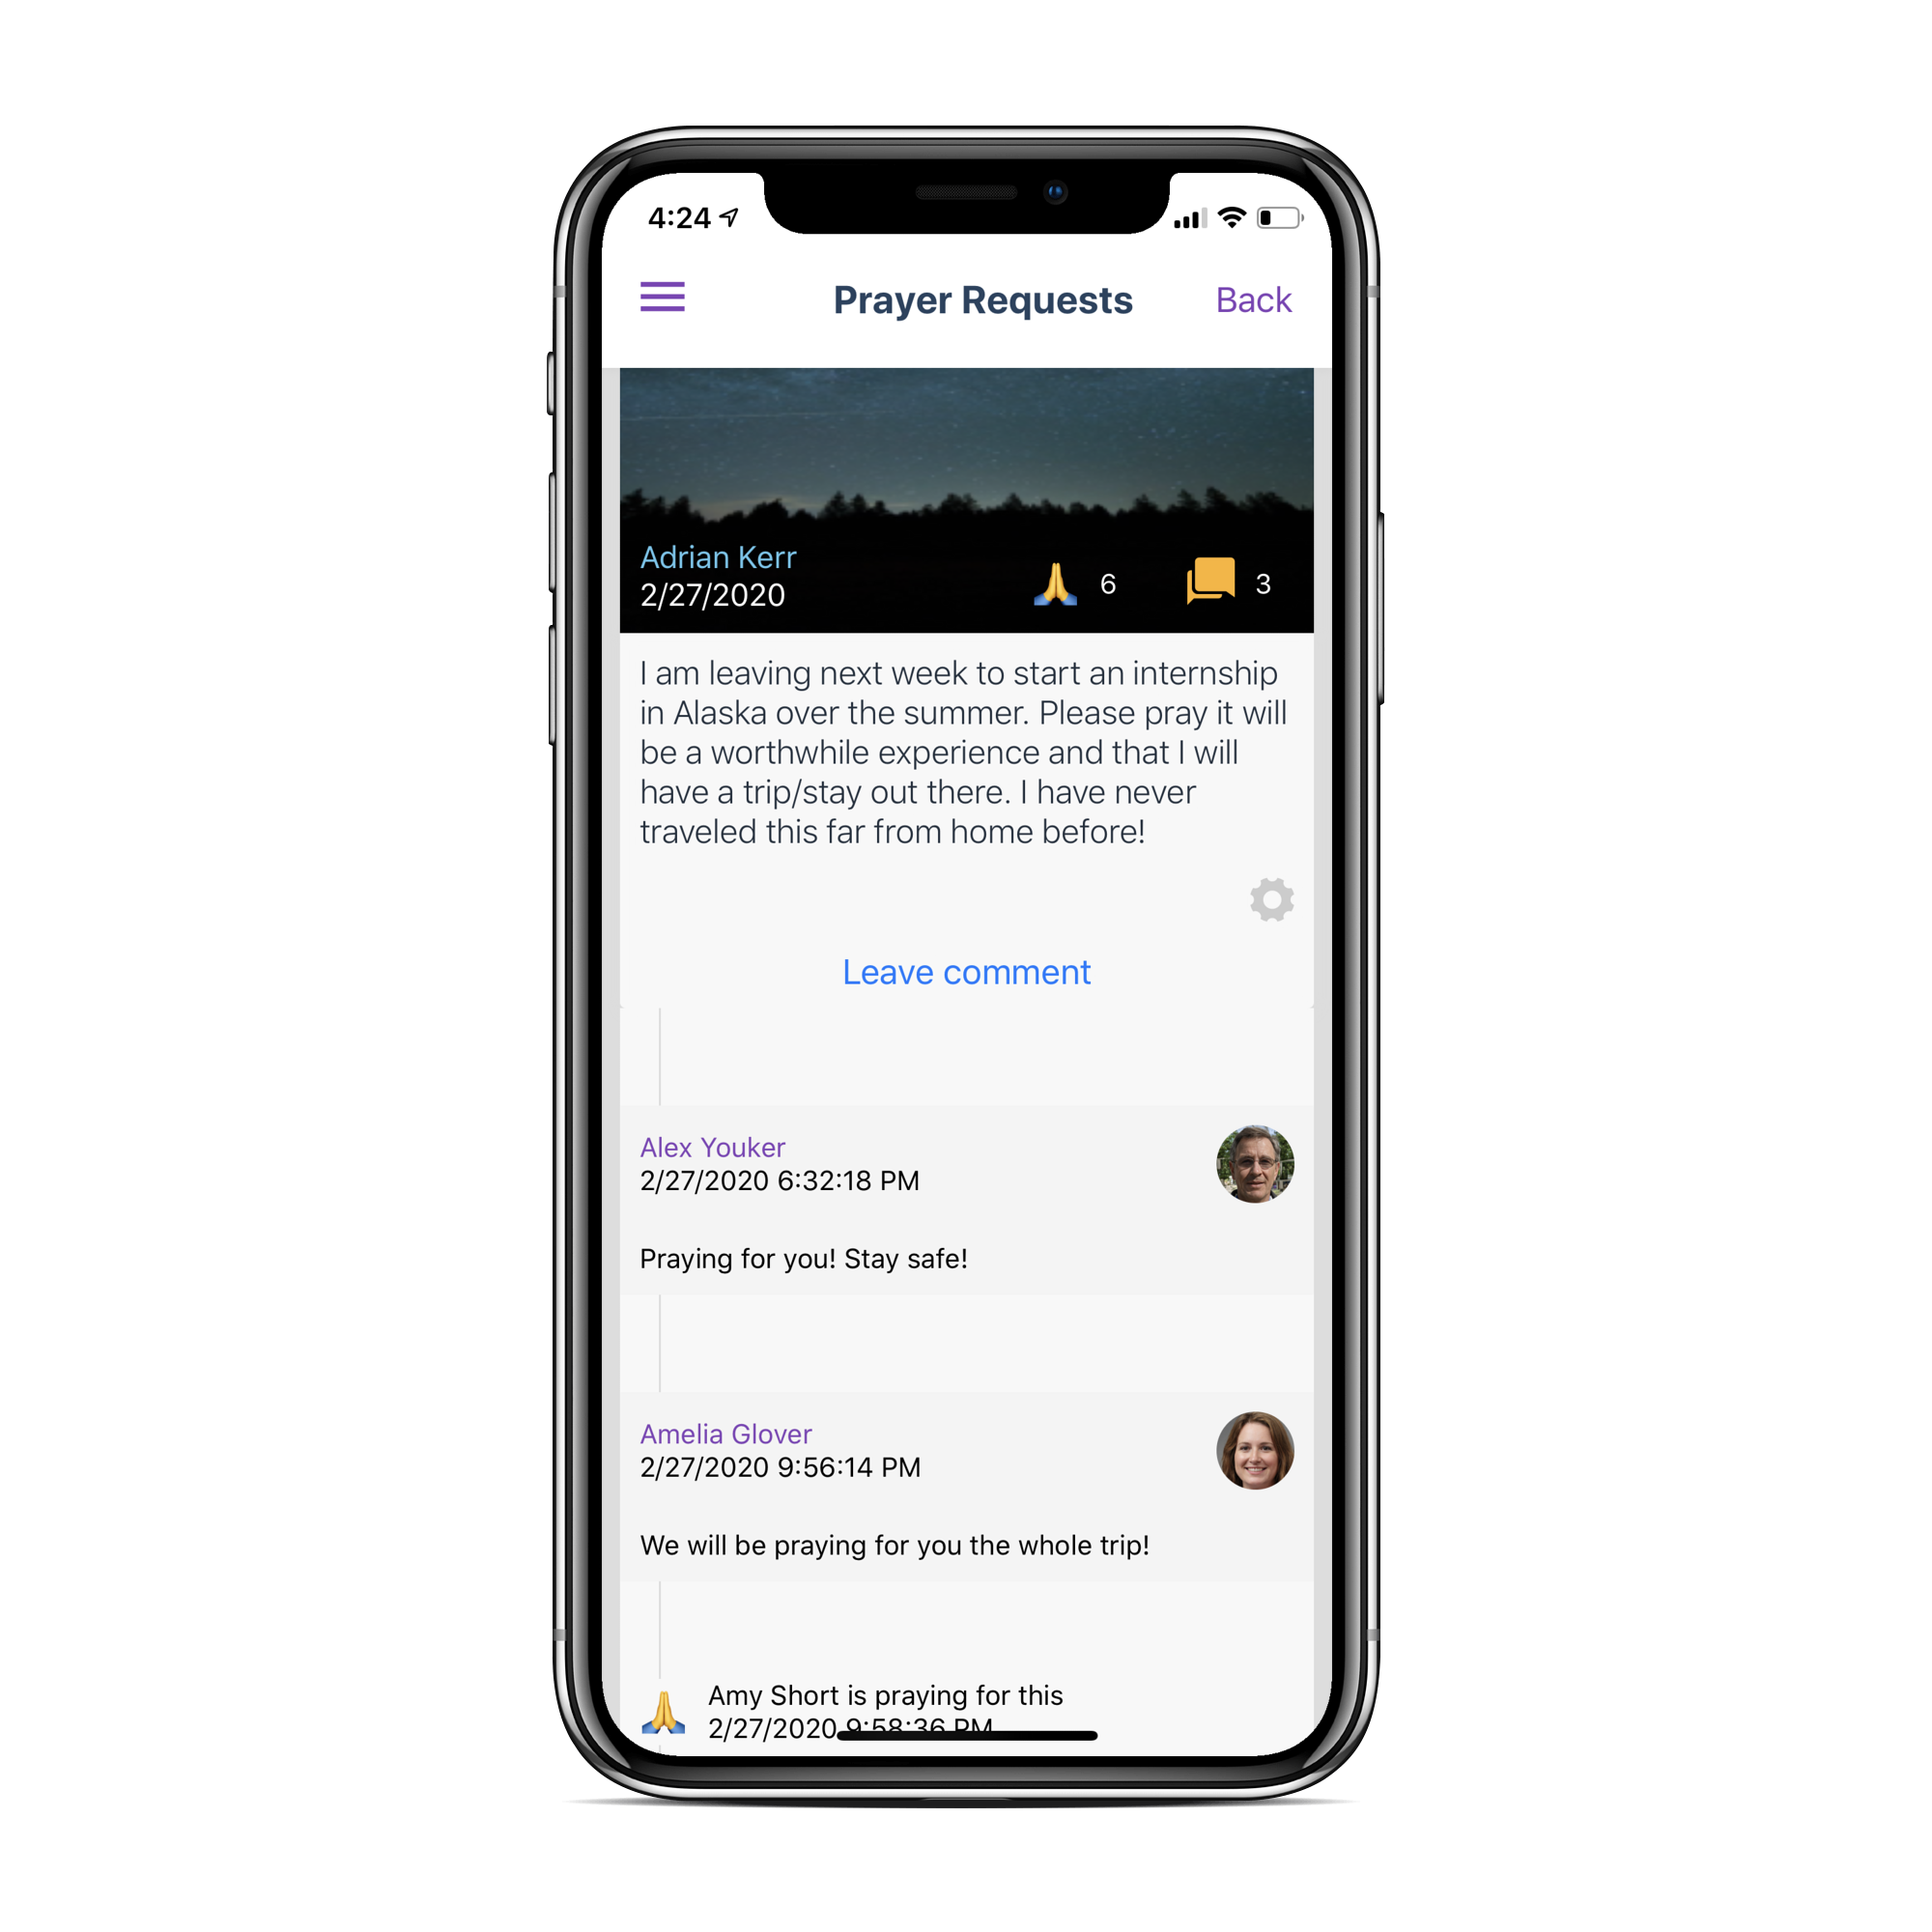 4:24
Prayer Requests Back
Adrian Kerr
2/27/2020
6 3
I am leaving next week to start an internship
in Alaska over the summer. Please pray it will
be a worthwhile experience and that I will
have a trip/stay out there. I have never
traveled this far from home before!
Leave comment
Alex Youker
2/27/2020 6:32:18 PM
Praying for you! Stay safe!
Amelia Glover
2/27/2020 9:56:14 PM
We will be praying for you the whole trip!
Amy Short is praying for this
2/27/2020 9:58:36 PM